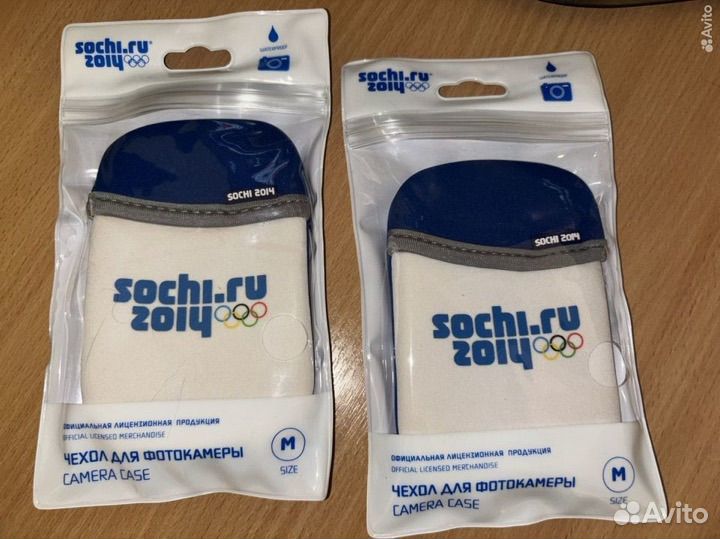 sochi.ru
2014
WATERPROOF
SOCHI 2014
sochi.ru
2014
ОФИЦИАЛЬНАЯ ЛИЦЕНЗИОННАЯ ПРОДУКЦИЯ
OFFICIAL LICENSED MERCHANDISE
ЧЕХОЛ ДЛЯ ФОТОКАМЕРЫ
CAMERA CASE
M
SIZE
sochi.ru
2014
WATERPROOF
SOCHI 2014
sochi.ru
2014
ОФИЦИАЛЬНАЯ ЛИЦЕНЗИОННАЯ ПРОДУКЦИЯ
OFFICIAL LICENSED MERCHANDISE
ЧЕХОЛ ДЛЯ ФОТОКАМЕРЫ
CAMERA CASE
M
SIZE
Avito
Avito